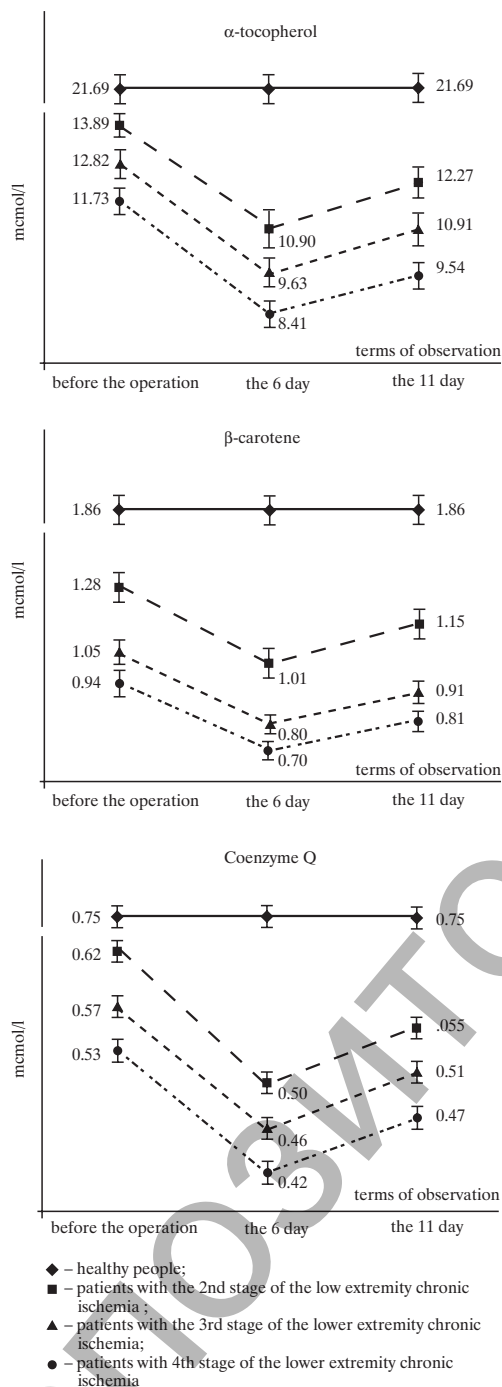 α-tocopherol
21.69 21.69
13.89
12.82 12.27
11.73
10.90 10.91
9.63 9.54
8.41
mcmol/l
terms of observation
before the operation the 6 day the 11 day
β-carotene
1.86 1.86
1.28
1.15
1.05
1.01
0.94 0.91
0.80 0.81
0.70
mcmol/l
terms of observation
before the operation the 6 day the 11 day
Coenzyme Q
0.75 0.75
0.62
0.57 .055
0.53
0.50 0.51
0.46 0.47
0.42
mcmol/l
terms of observation
before the operation the 6 day the 11 day
– healthy people;
– patients with the 2nd stage of the low extremity chronic
ischemia ;
– patients with the 3rd stage of the lower extremity chronic
ischemia;
– patients with 4th stage of the lower extremity chronic
ischemia
ПОЗИТО